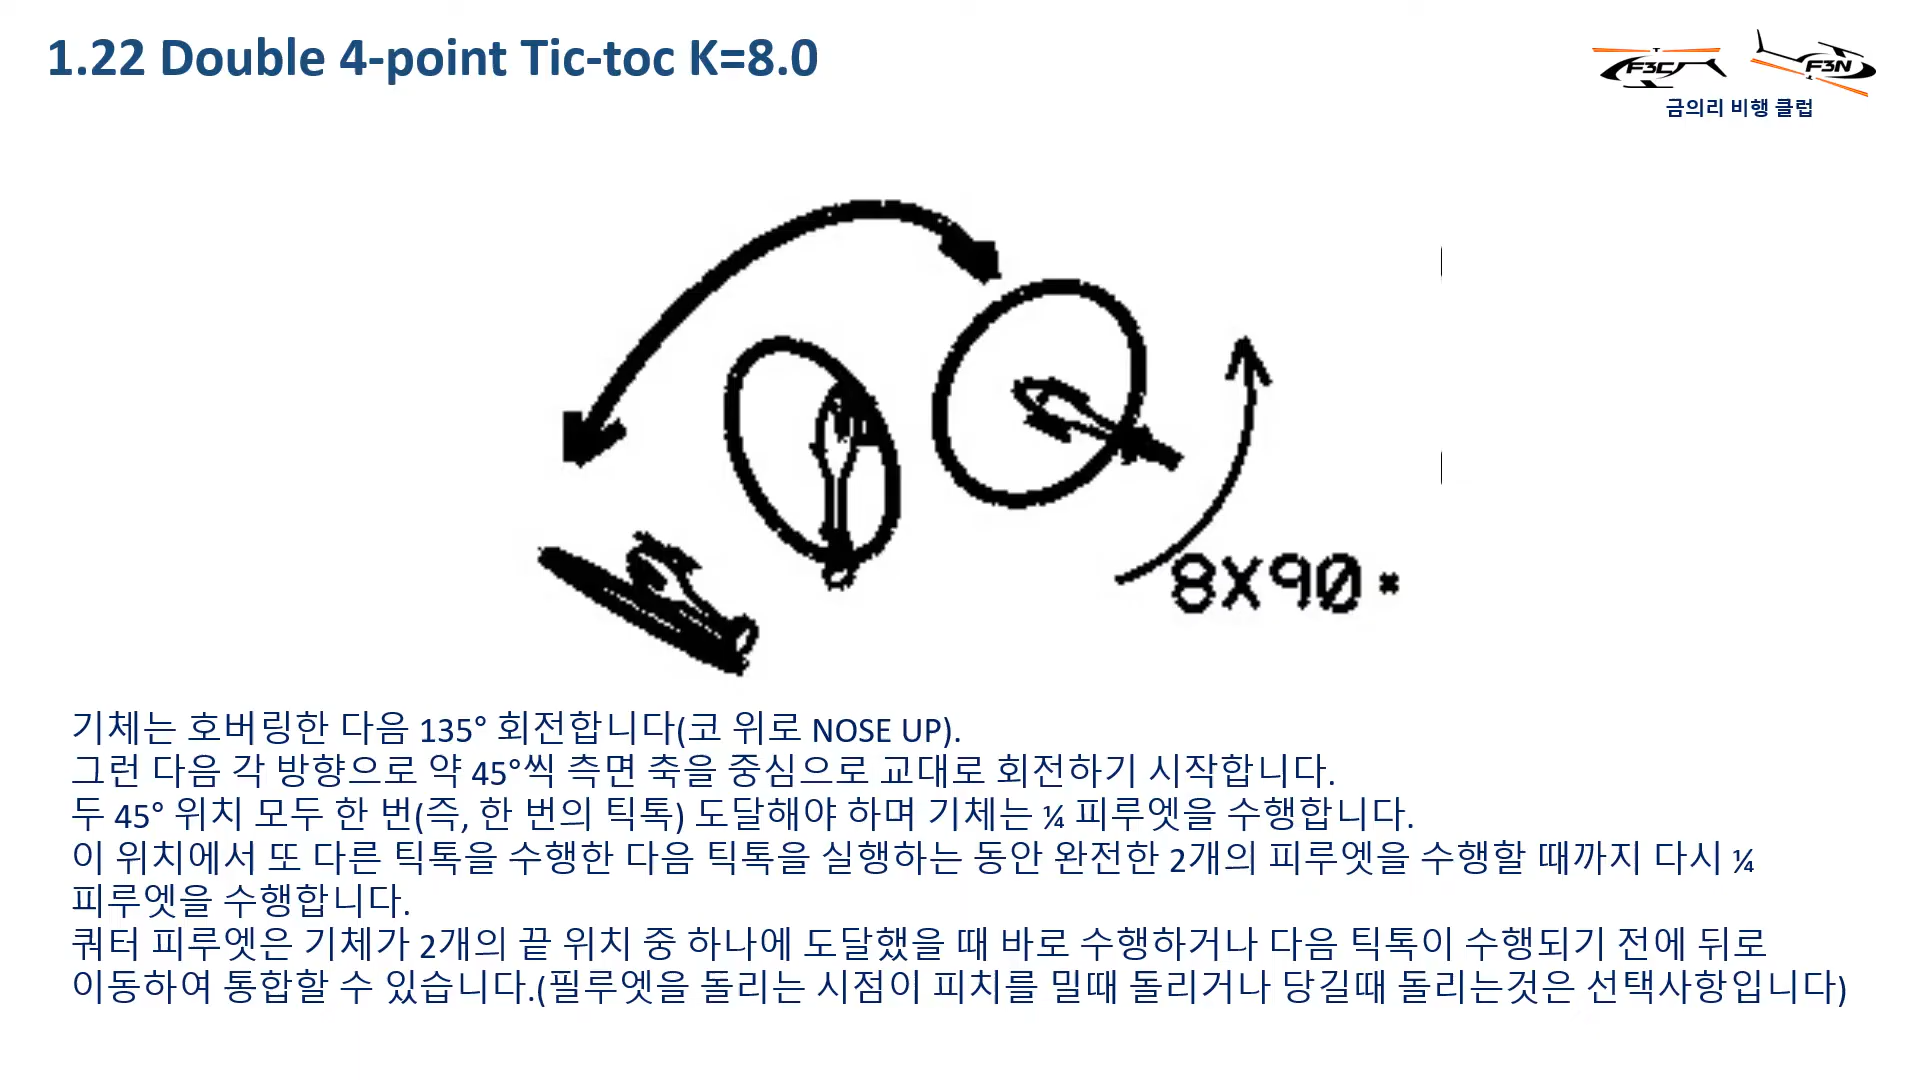 1.22 Double 4-point Tic-toc K=8.0
F3C
F3N
금의리 비행 클럽
8X90°
기체는 호버링한 다음 135° 회전합니다(코 위로 NOSE UP).
그런 다음 각 방향으로 약 45°씩 측면 축을 중심으로 교대로 회전하기 시작합니다.
두 45° 위치 모두 한 번(즉, 한 번의 틱톡) 도달해야 하며 기체는 ¼ 피루엣을 수행합니다.
이 위치에서 또 다른 틱톡을 수행한 다음 틱톡을 실행하는 동안 완전한 2개의 피루엣을 수행할 때까지 다시 ¼
피루엣을 수행합니다.
쿼터 피루엣은 기체가 2개의 끝 위치 중 하나에 도달했을 때 바로 수행하거나 다음 틱톡이 수행되기 전에 뒤로
이동하여 통합할 수 있습니다.(필루엣을 돌리는 시점이 피치를 밀때 돌리거나 당길때 돌리는것은 선택사항입니다)